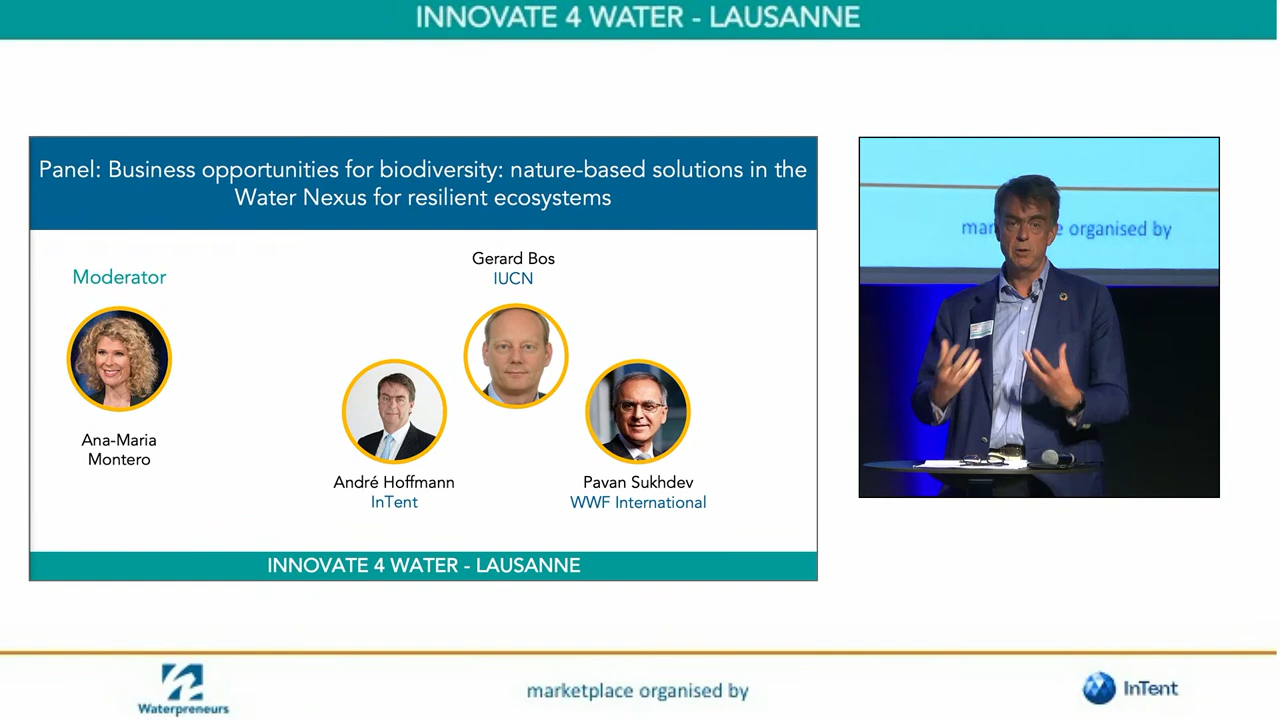 INNOVATE 4 WATER - LAUSANNE
Panel: Business opportunities for biodiversity: nature-based solutions in the
Water Nexus for resilient ecosystems
Moderator
Ana-Maria
Montero
Gerard Bos
IUCN
André Hoffmann
InTent
Pavan Sukhdev
WWF International
INNOVATE 4 WATER - LAUSANNE
mar e organised by
Waterpreneurs
marketplace organised by
InTent